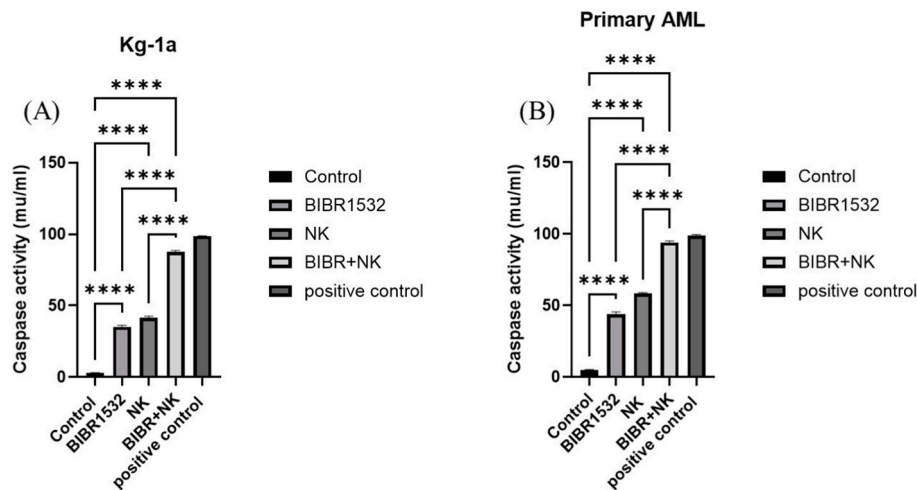 Kg-1a
(A)
****
****
****
****
****
150
100
50
0
Caspase activity (mu/ml)
Control
BIBR1532
NK
BIBR+NK
positive control
Control
BIBR1532
NK
BIBR+NK
positive control
Primary AML
(B)
****
****
****
****
****
150
100
50
0
Caspase activity (mu/ml)
Control
BIBR1532
NK
BIBR+NK
positive control
Control
BIBR1532
NK
BIBR+NK
positive control